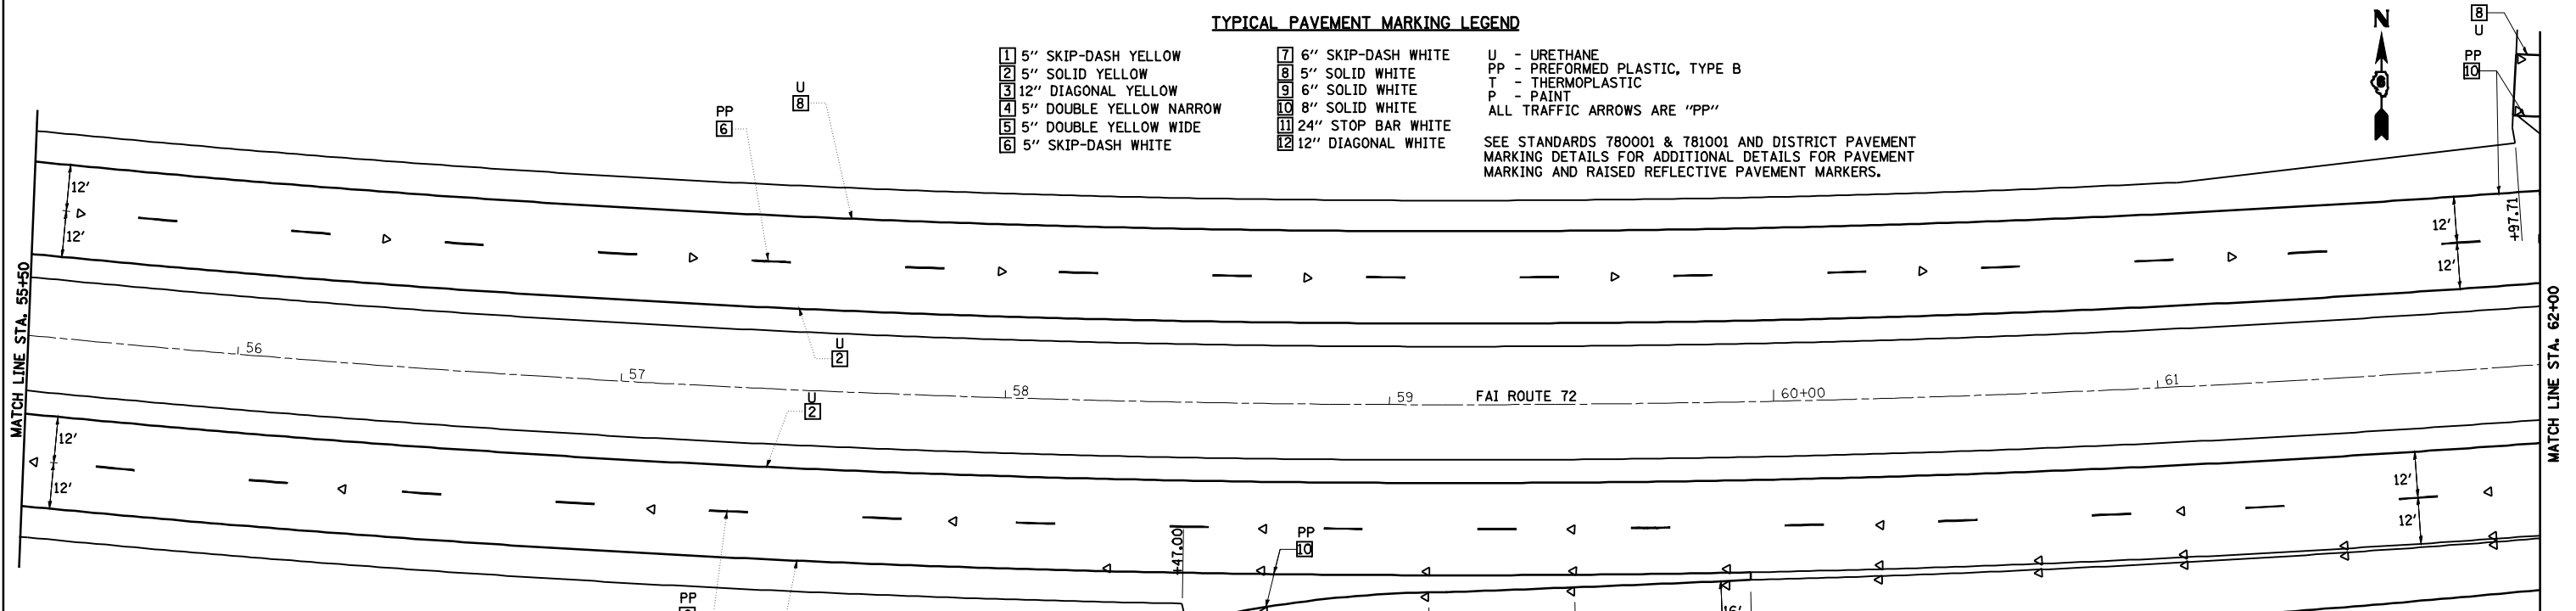 TYPICAL PAVEMENT MARKING LEGEND
1 5" SKIP-DASH YELLOW
2 5" SOLID YELLOW
3 12" DIAGONAL YELLOW
4 5" DOUBLE YELLOW NARROW
5 5" DOUBLE YELLOW WIDE
6 5" SKIP-DASH WHITE
7 6" SKIP-DASH WHITE
8 5" SOLID WHITE
9 6" SOLID WHITE
10 8" SOLID WHITE
11 24" STOP BAR WHITE
12 12" DIAGONAL WHITE
U - URETHANE
PP - PREFORMED PLASTIC, TYPE B
T - THERMOPLASTIC
P - PAINT
ALL TRAFFIC ARROWS ARE "PP"
SEE STANDARDS 780001 & 781001 AND DISTRICT PAVEMENT
MARKING DETAILS FOR ADDITIONAL DETAILS FOR PAVEMENT
MARKING AND RAISED REFLECTIVE PAVEMENT MARKERS.
N
8
U
PP
10
U
8
PP
6
12'
12'
12'
12'
+97.71
MATCH LINE STA. 55+50
MATCH LINE STA. 62+00
U
2
56
57
58
59
FAI ROUTE 72
60+00
61
U
2
12'
12'
12'
12'
+47.00
PP
10
PP
16'